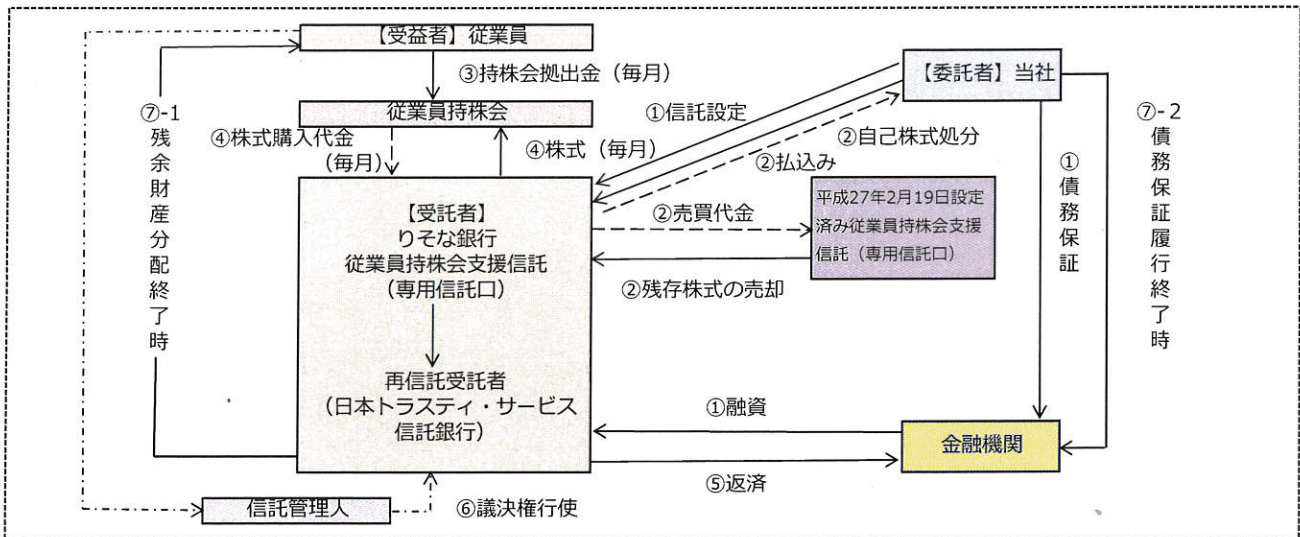 【受益者】従業員
③持株会拠出金（毎月）
従業員持株会
④株式購入代金
（毎月）
④株式（毎月）
⑦-1
残余財産分配終了時
【委託者】当社
①信託設定
②自己株式処分
②払込み
⑦-２
債務保証履行終了時
①債務保証
【受託者】
りそな銀行
従業員持株会支援信託
（専用信託口）
再信託受託者
（日本トラスティ・サービス
信託銀行）
②売買代金
平成27年2月19日設定
済み従業員持株会支援
信託（専用信託口）
②残存株式の売却
①融資
金融機関
⑤返済
信託管理人
⑥議決権行使